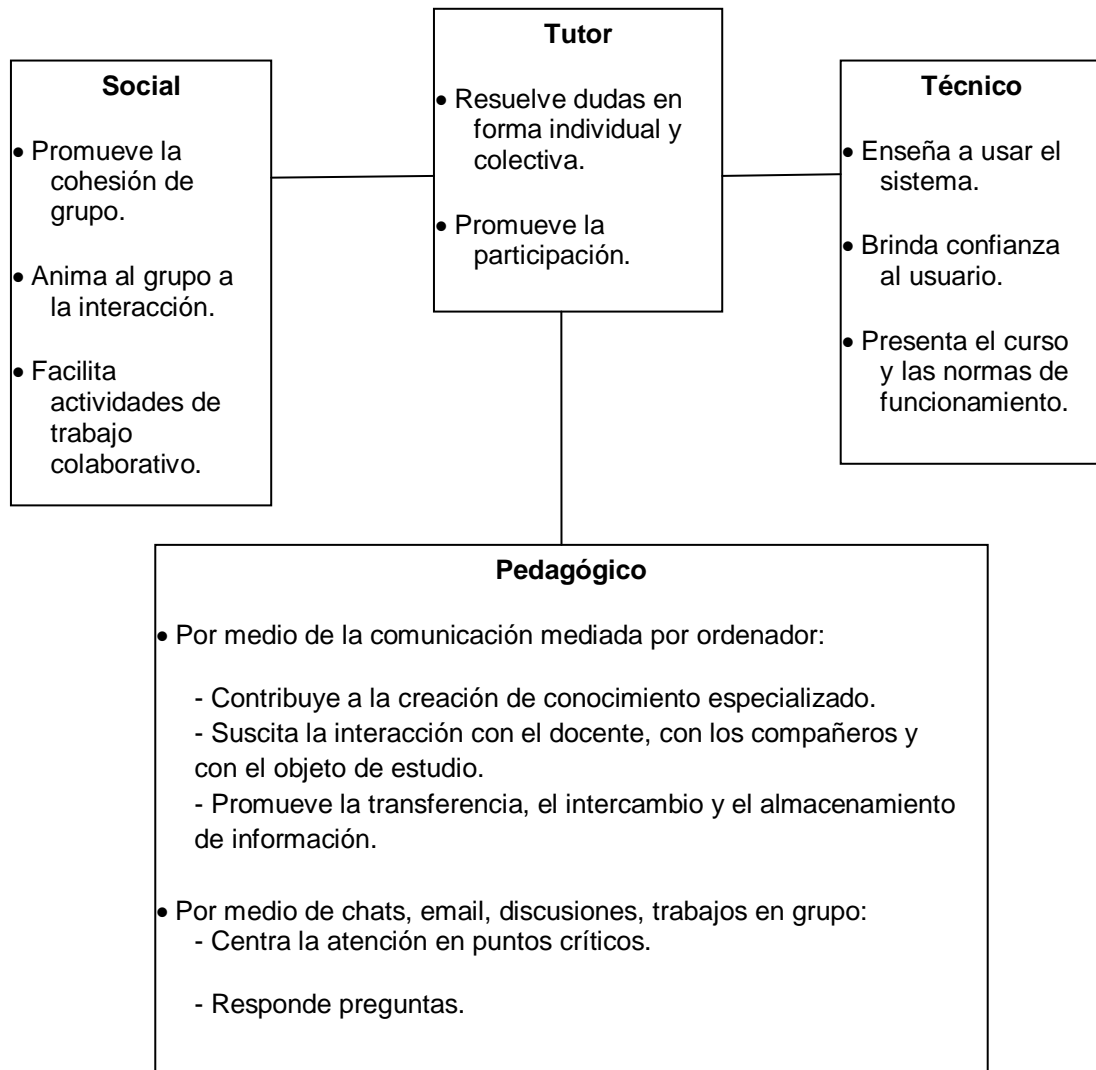 Tutor
• Resuelve dudas en
forma individual y
colectiva.
• Promueve la
participación.
Social
• Promueve la
cohesión de
grupo.
• Anima al grupo a
la interacción.
• Facilita
actividades de
trabajo
colaborativo.
Técnico
• Enseña a usar el
sistema.
• Brinda confianza
al usuario.
• Presenta el curso
y las normas de
funcionamiento.
Pedagógico
• Por medio de la comunicación mediada por ordenador:
- Contribuye a la creación de conocimiento especializado.
- Suscita la interacción con el docente, con los compañeros y
con el objeto de estudio.
- Promueve la transferencia, el intercambio y el almacenamiento
de información.
• Por medio de chats, email, discusiones, trabajos en grupo:
- Centra la atención en puntos críticos.
- Responde preguntas.